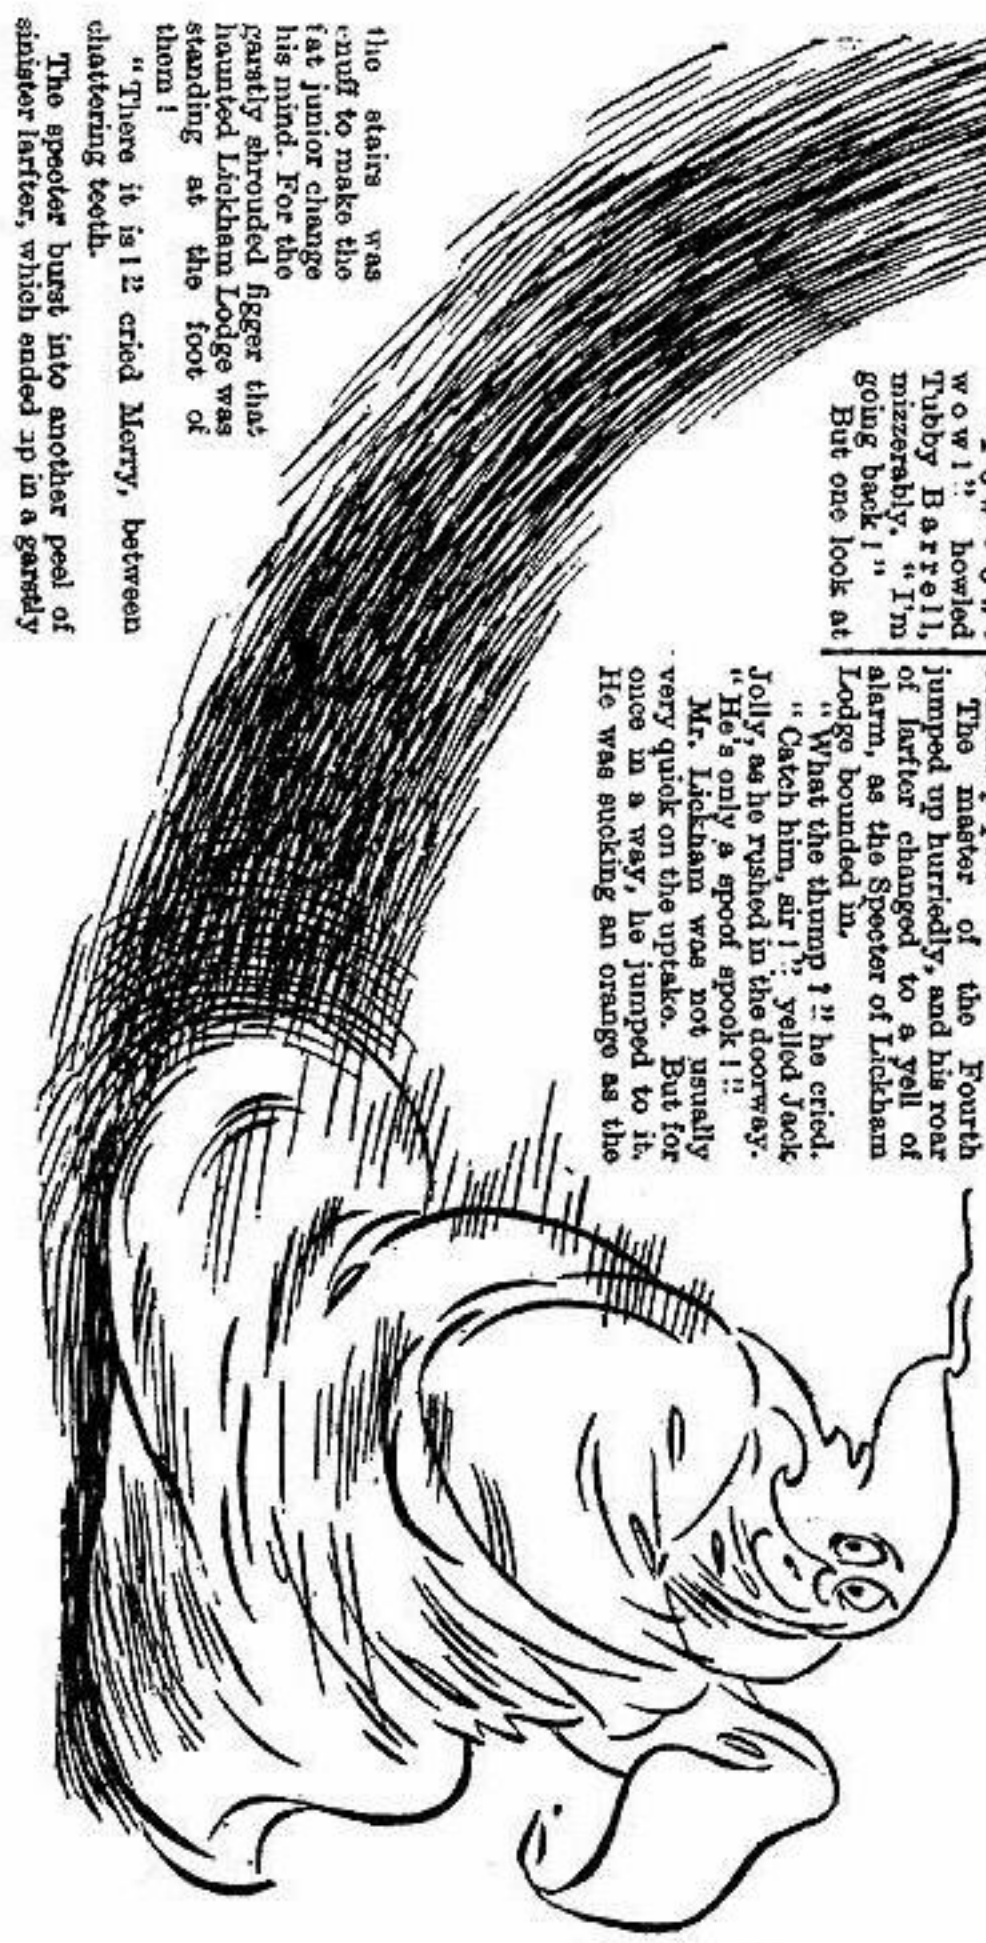 wow!" howled
Tubby Barrell,
mizzerably. "I'm
going back!"
But one look at
the stairs was
enuff to make the
fat junior change
his mind. For the
garstly shrouded figger that
haunted Lickham Lodge was
standing at the foot of
them!
"There it is!" cried Merry, between
chattering teeth.
The specter burst into another peel of
sinister larfter, which ended up in a garstly
The master of the Fourth
jumped up hurriedly, and his roar
of larfter changed to a yell of
alarm, as the Specter of Lickham
Lodge bounded in.
"What the thump?" he cried.
"Catch him, sir!" yelled Jack
Jolly, as he rushed in the doorway.
"He's only a spoof spook!"
Mr. Lickham was not usually
very quick on the uptake. But for
once in a way, he jumped to it.
He was sucking an orange as the